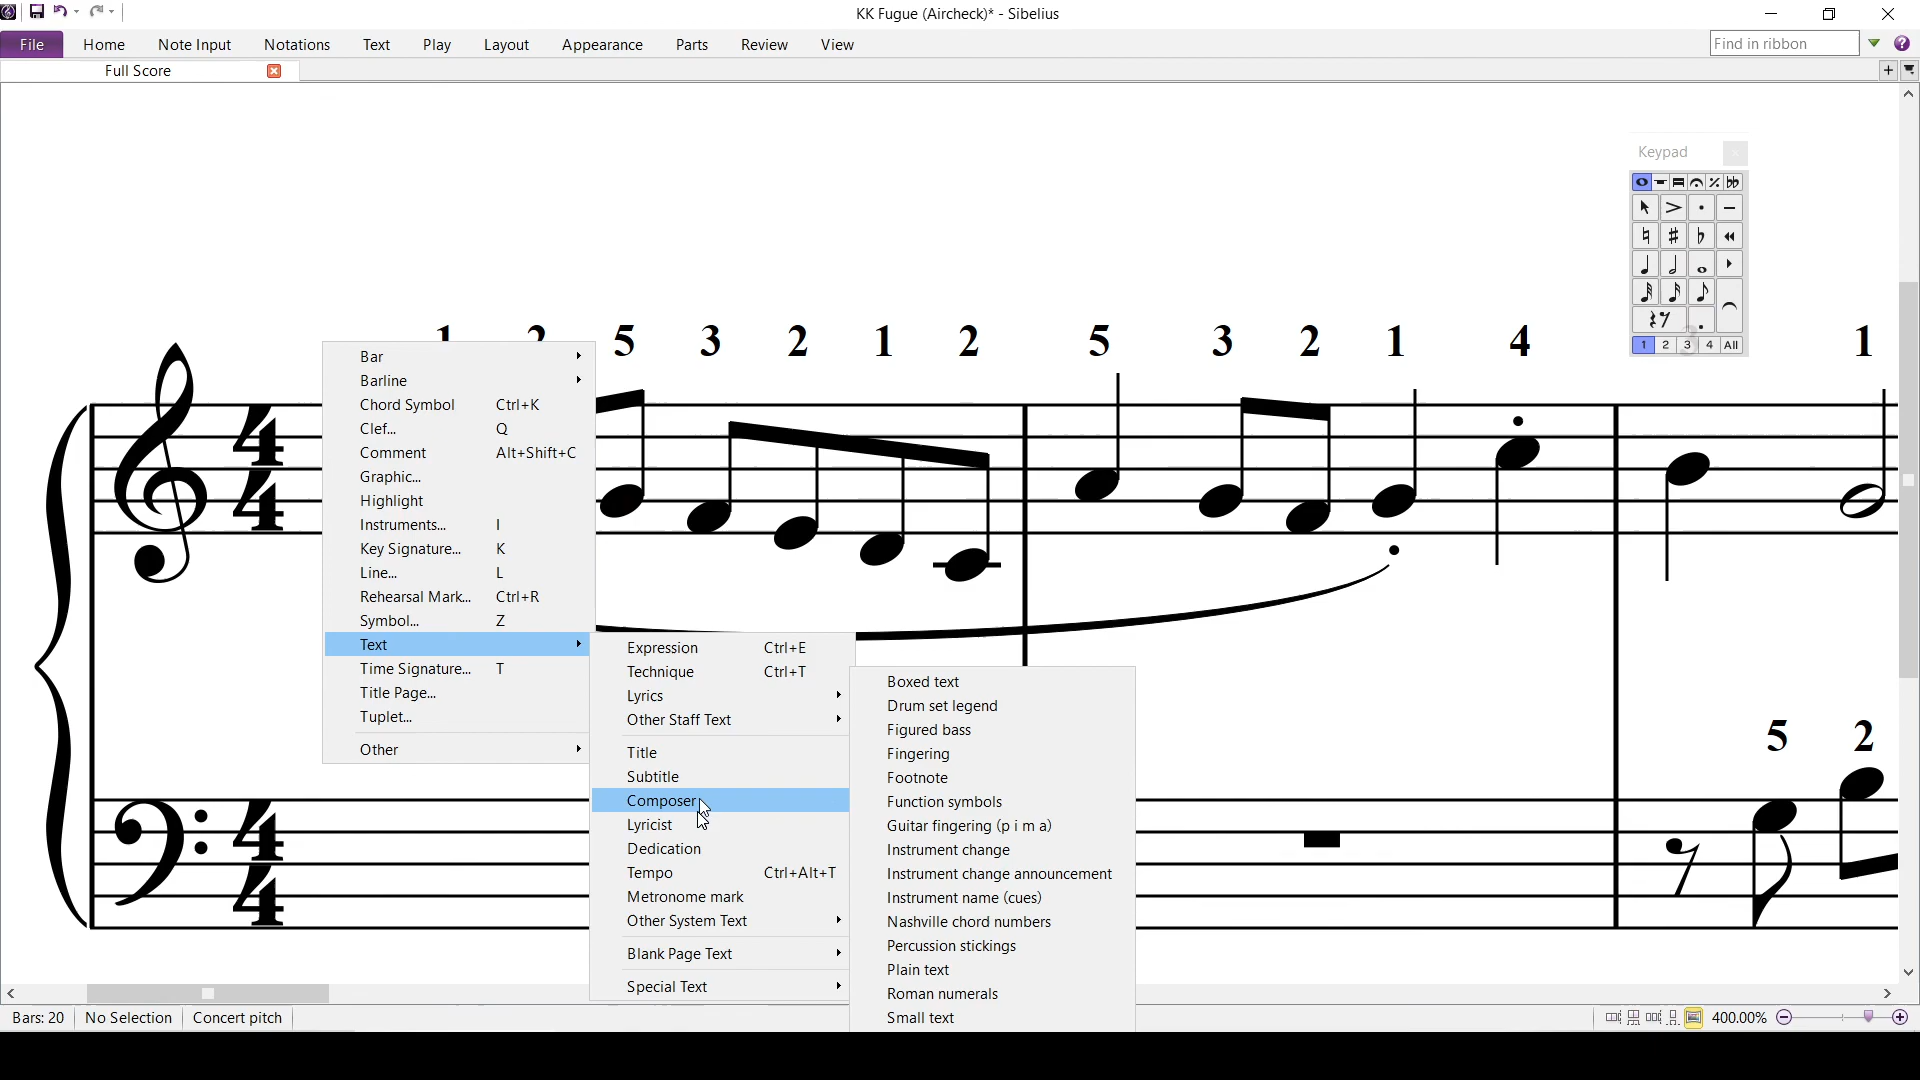 KK Fugue (Aircheck)* - Sibelius
File Home Note Input Notations Text Play Layout Appearance Parts Review View Find in ribbon ?
Full Score
Keypad
1 2 5 3 2 1 2 5 3 2 1 4 1
1 2 3 4 All
4
4
Bar
Barline
Chord Symbol Ctrl+K
Clef... Q
Comment Alt+Shift+C
Graphic...
Highlight
Instruments... I
Key Signature... K
Line... L
Rehearsal Mark... Ctrl+R
Symbol... Z
Text
Time Signature... T
Title Page...
Tuplet...
Other
Expression Ctrl+E
Technique Ctrl+T
Lyrics
Other Staff Text
Title
Subtitle
Composer
Lyricist
Dedication
Tempo Ctrl+Alt+T
Metronome mark
Other System Text
Blank Page Text
Special Text
Boxed text
Drum set legend
Figured bass
Fingering
Footnote
Function symbols
Guitar fingering (p i m a)
Instrument change
Instrument change announcement
Instrument name (cues)
Nashville chord numbers
Percussion stickings
Plain text
Roman numerals
Small text
5 2
4
4
Bars: 20 No Selection Concert pitch 400.00%